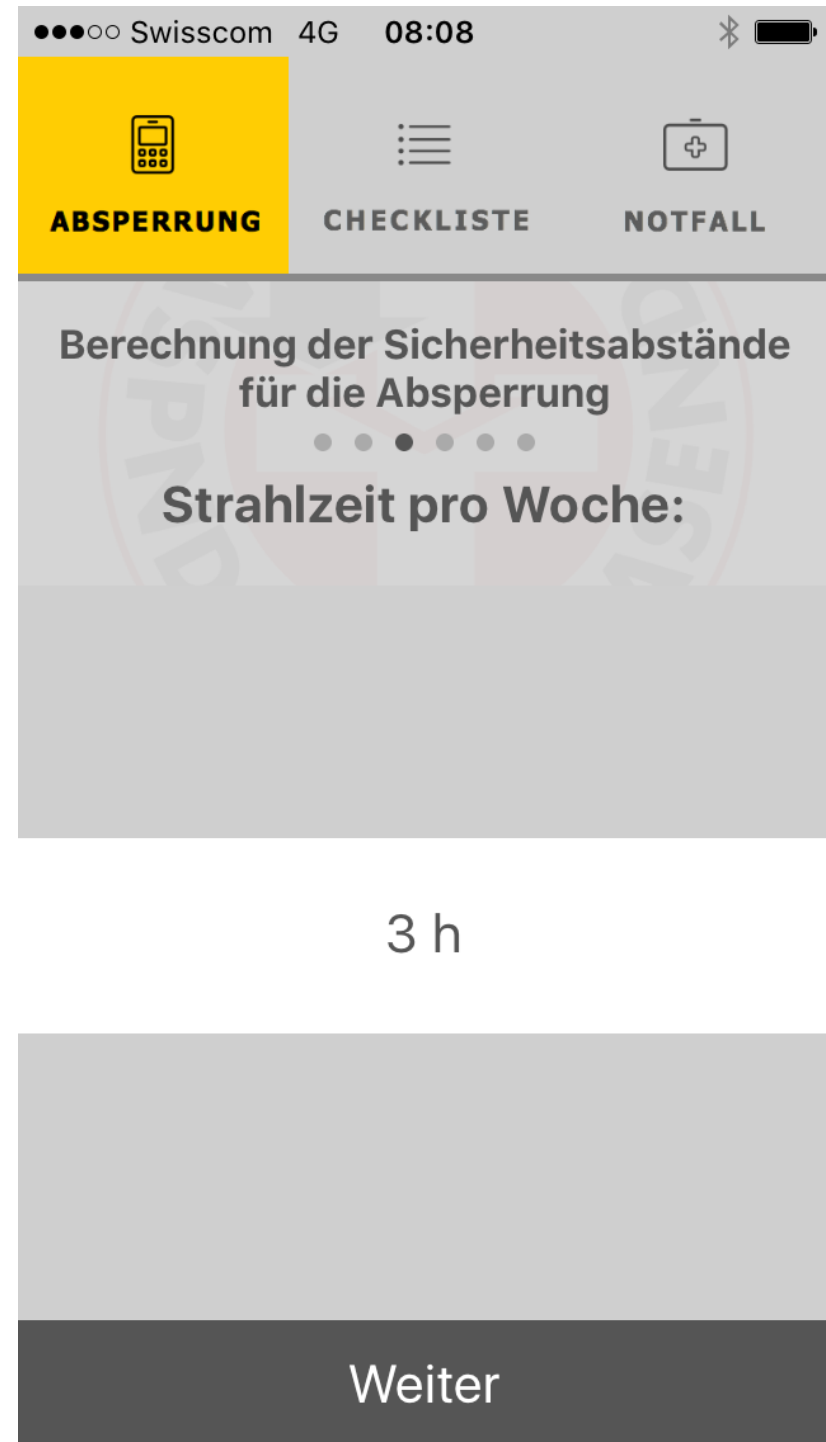 Swisscom 4G 08:08
ABSPERRUNG CHECKLISTE NOTFALL
Berechnung der Sicherheitsabstände
für die Absperrung
Strahlzeit pro Woche:
3 h
Weiter